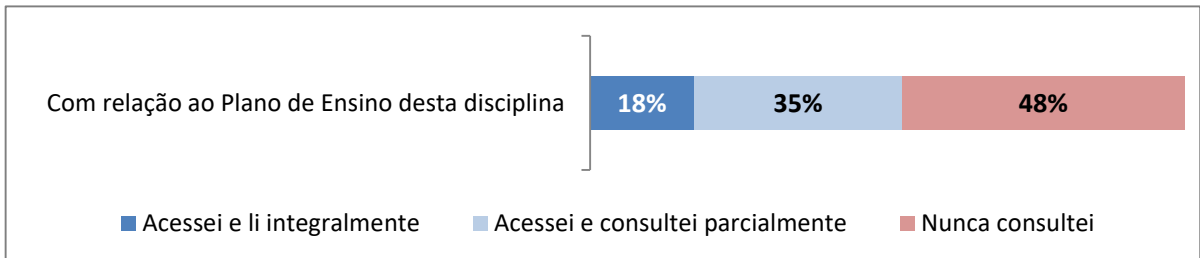 Com relação ao Plano de Ensino desta disciplina 18% 35% 48%
Acessei e li integralmente Acessei e consultei parcialmente Nunca consultei